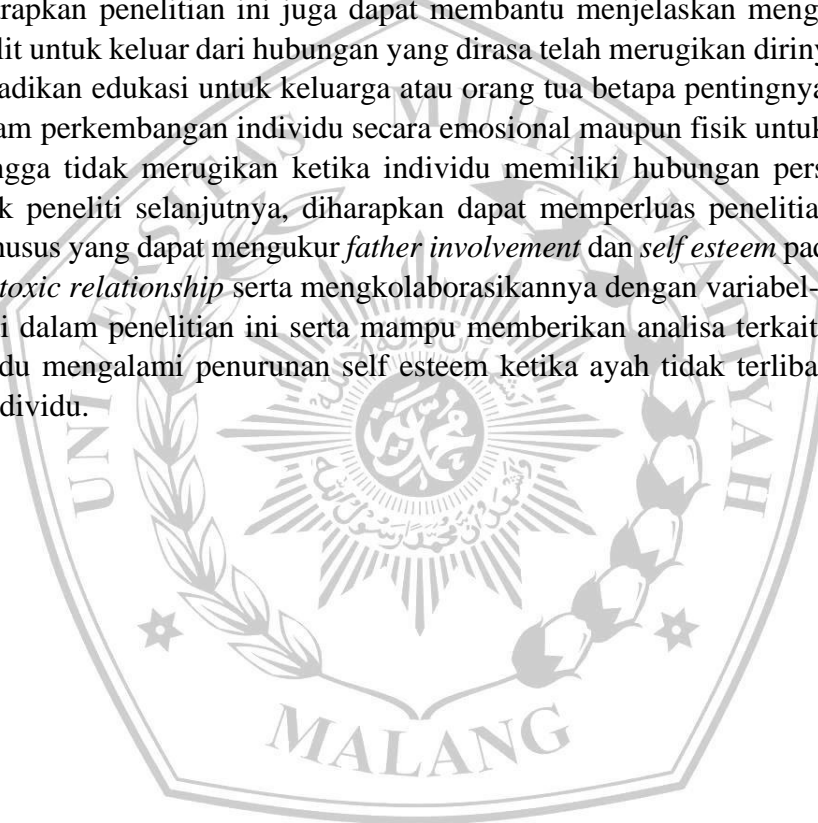 rapkan penelitian ini juga dapat membantu menjelaskan meng
lit untuk keluar dari hubungan yang dirasa telah merugikan diriny
adikan edukasi untuk keluarga atau orang tua betapa pentingnya
am perkembangan individu secara emosional maupun fisik untuk
ngga tidak merugikan ketika individu memiliki hubungan pers
k peneliti selanjutnya, diharapkan dapat memperluas penelitia
nusus yang dapat mengukur father involvement dan self esteem pad
toxic relationship serta mengkolaborasikannya dengan variabel-
i dalam penelitian ini serta mampu memberikan analisa terkait
du mengalami penurunan self esteem ketika ayah tidak terliba
dividu.
UNIVERSITAS MUHAMMADIYAH
MALANG